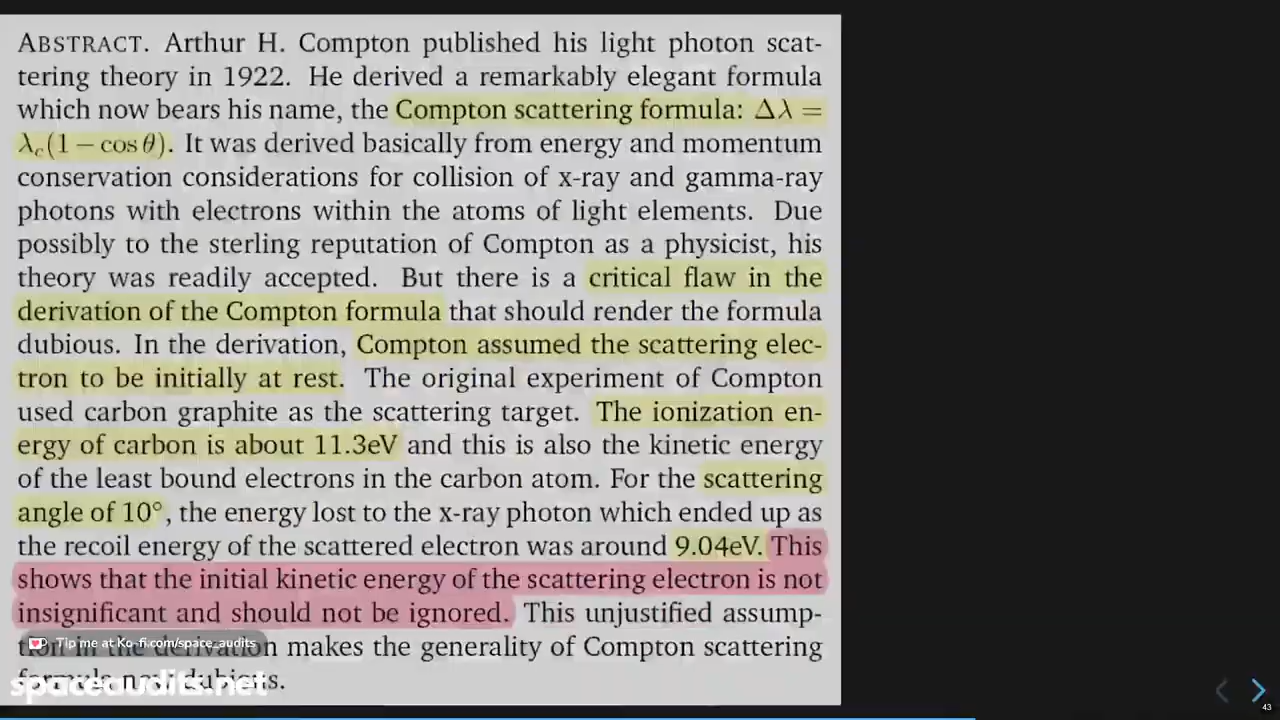 ABSTRACT. Arthur H. Compton published his light photon scat-
tering theory in 1922. He derived a remarkably elegant formula
which now bears his name, the Compton scattering formula: Δλ =
λc(1 − cos θ). It was derived basically from energy and momentum
conservation considerations for collision of x-ray and gamma-ray
photons with electrons within the atoms of light elements. Due
possibly to the sterling reputation of Compton as a physicist, his
theory was readily accepted. But there is a critical flaw in the
derivation of the Compton formula that should render the formula
dubious. In the derivation, Compton assumed the scattering elec-
tron to be initially at rest. The original experiment of Compton
used carbon graphite as the scattering target. The ionization en-
ergy of carbon is about 11.3eV and this is also the kinetic energy
of the least bound electrons in the carbon atom. For the scattering
angle of 10°, the energy lost to the x-ray photon which ended up as
the recoil energy of the scattered electron was around 9.04eV. This
shows that the initial kinetic energy of the scattering electron is not
insignificant and should not be ignored. This unjustified assump-
Tip me at Ko-fi.com/space_audits
tion in the derivation makes the generality of Compton scattering
formula now dubious.
spaceaudits.net
43